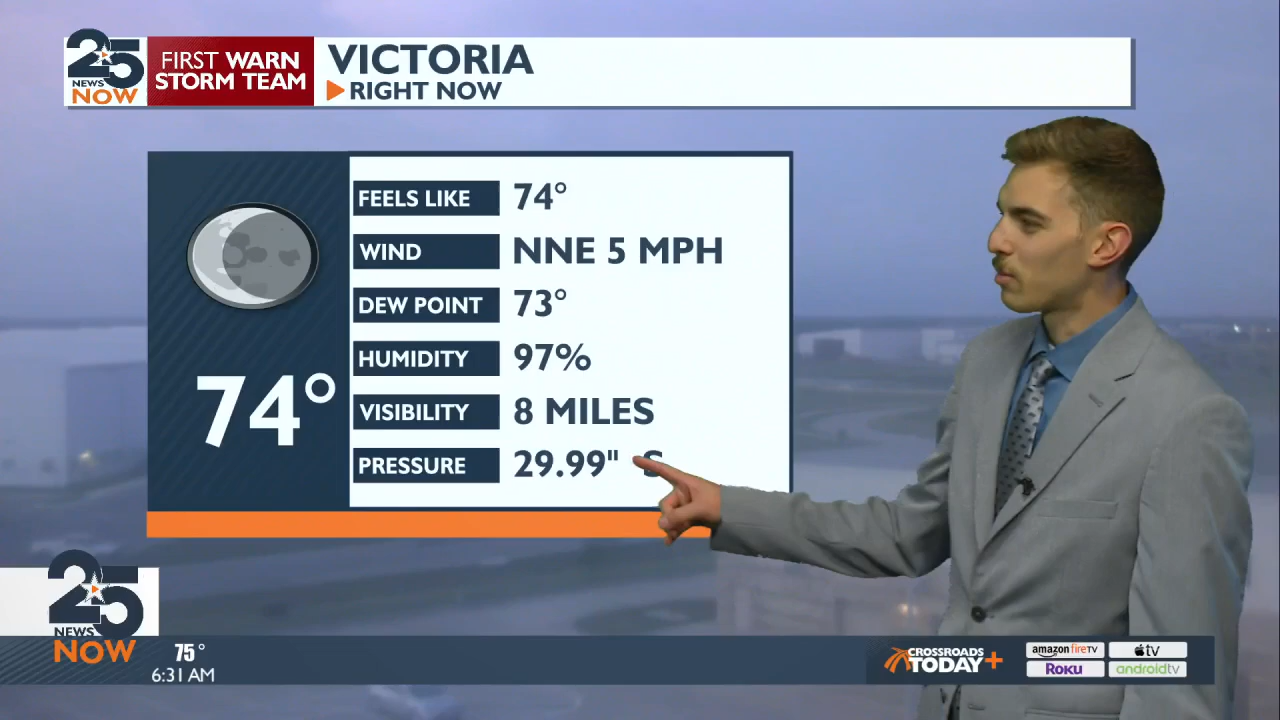 25
NEWS
NOW
FIRST WARN
STORM TEAM
VICTORIA
RIGHT NOW
74°
FEELS LIKE 74°
WIND NNE 5 MPH
DEW POINT 73°
HUMIDITY 97%
VISIBILITY 8 MILES
PRESSURE 29.99" S
25
NEWS
NOW
75°
6:31 AM
CROSSROADS
TODAY+
amazon fireTV
tv
ROKU
androidtv